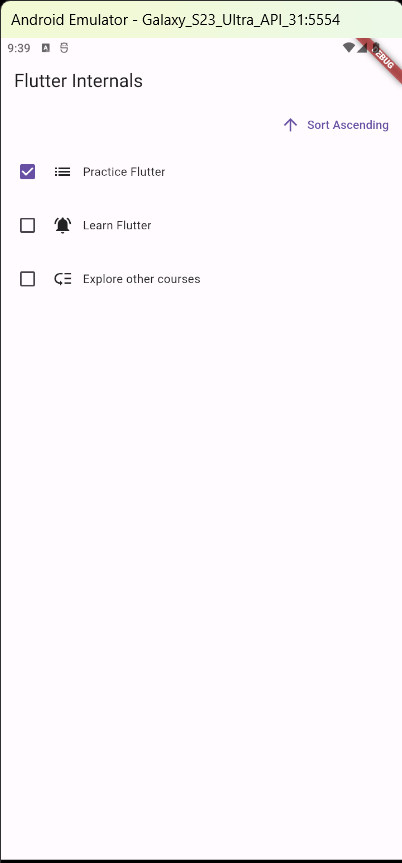 Android Emulator - Galaxy_S23_Ultra_API_31:5554
9:39
DEBUG
Flutter Internals
Sort Ascending
Practice Flutter
Learn Flutter
Explore other courses